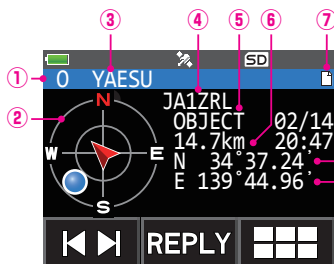 ③ ④ ⑤ ⑥ ⑦
SD
① O YAESU
②
N
W E
S
JA1ZRL
OBJECT 02/14
14.7km 20:47
N 34°37.24'
E 139°44.96'
REPLY